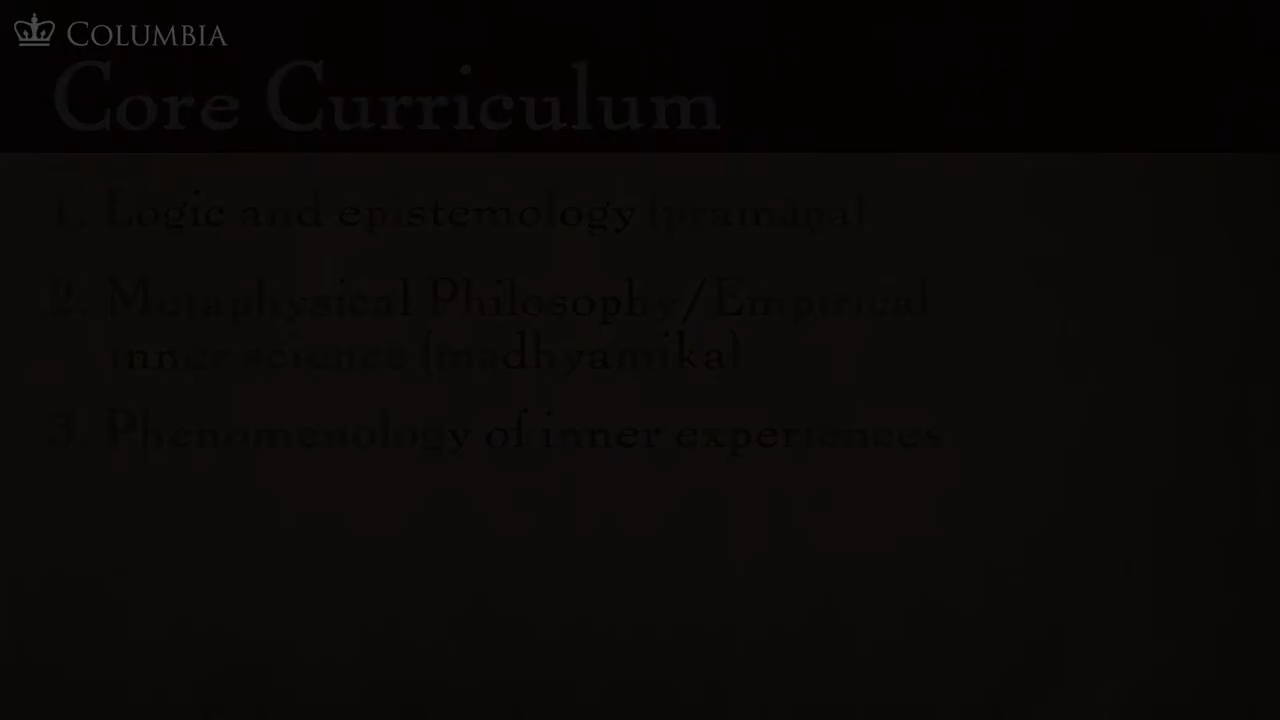 COLUMBIA
Core Curriculum
1. Logic and epistemology (pramāṇa)
2. Metaphysical Philosophy/Empirical
inner science (madhyamika)
3. Phenomenology of inner experiences